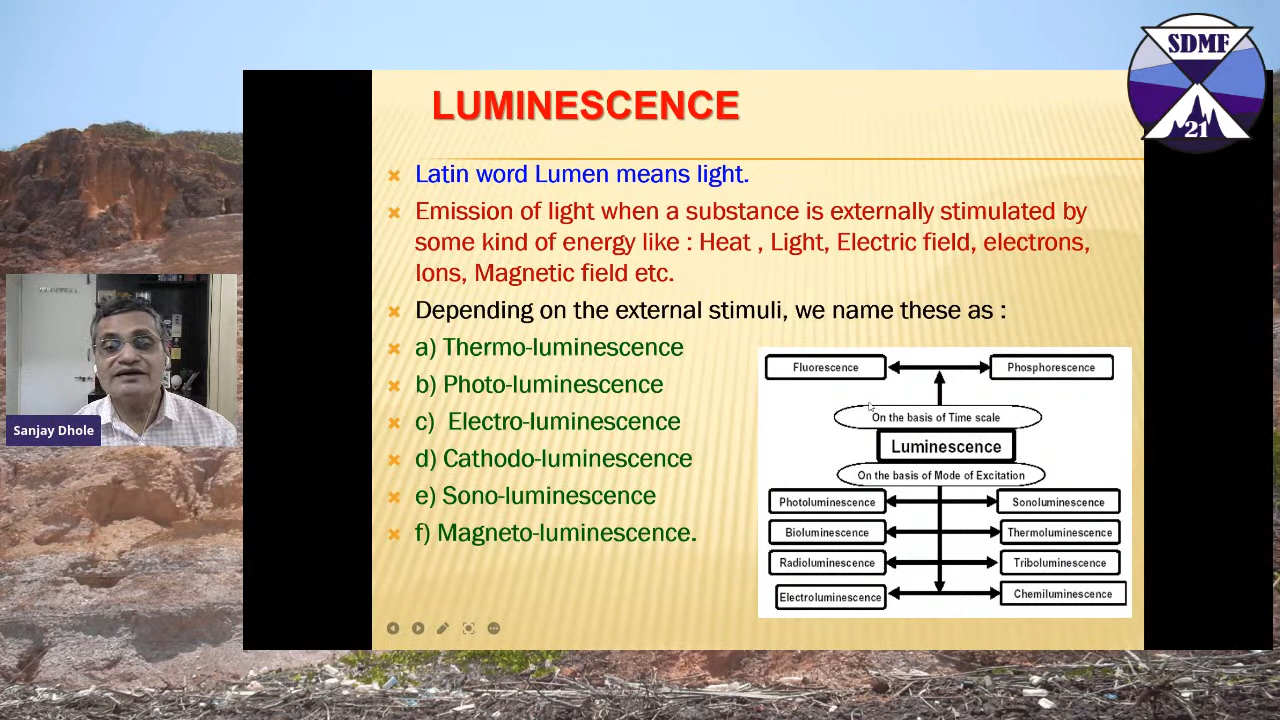 SDMF
21
LUMINESCENCE
Latin word Lumen means light.
Emission of light when a substance is externally stimulated by
some kind of energy like : Heat , Light, Electric field, electrons,
Ions, Magnetic field etc.
Depending on the external stimuli, we name these as :
a) Thermo-luminescence
b) Photo-luminescence
c) Electro-luminescence
d) Cathodo-luminescence
e) Sono-luminescence
f) Magneto-luminescence.
Fluorescence
Phosphorescence
On the basis of Time scale
Luminescence
On the basis of Mode of Excitation
Photoluminescence
Sonoluminescence
Bioluminescence
Thermoluminescence
Radioluminescence
Triboluminescence
Electroluminescence
Chemiluminescence
Sanjay Dhole